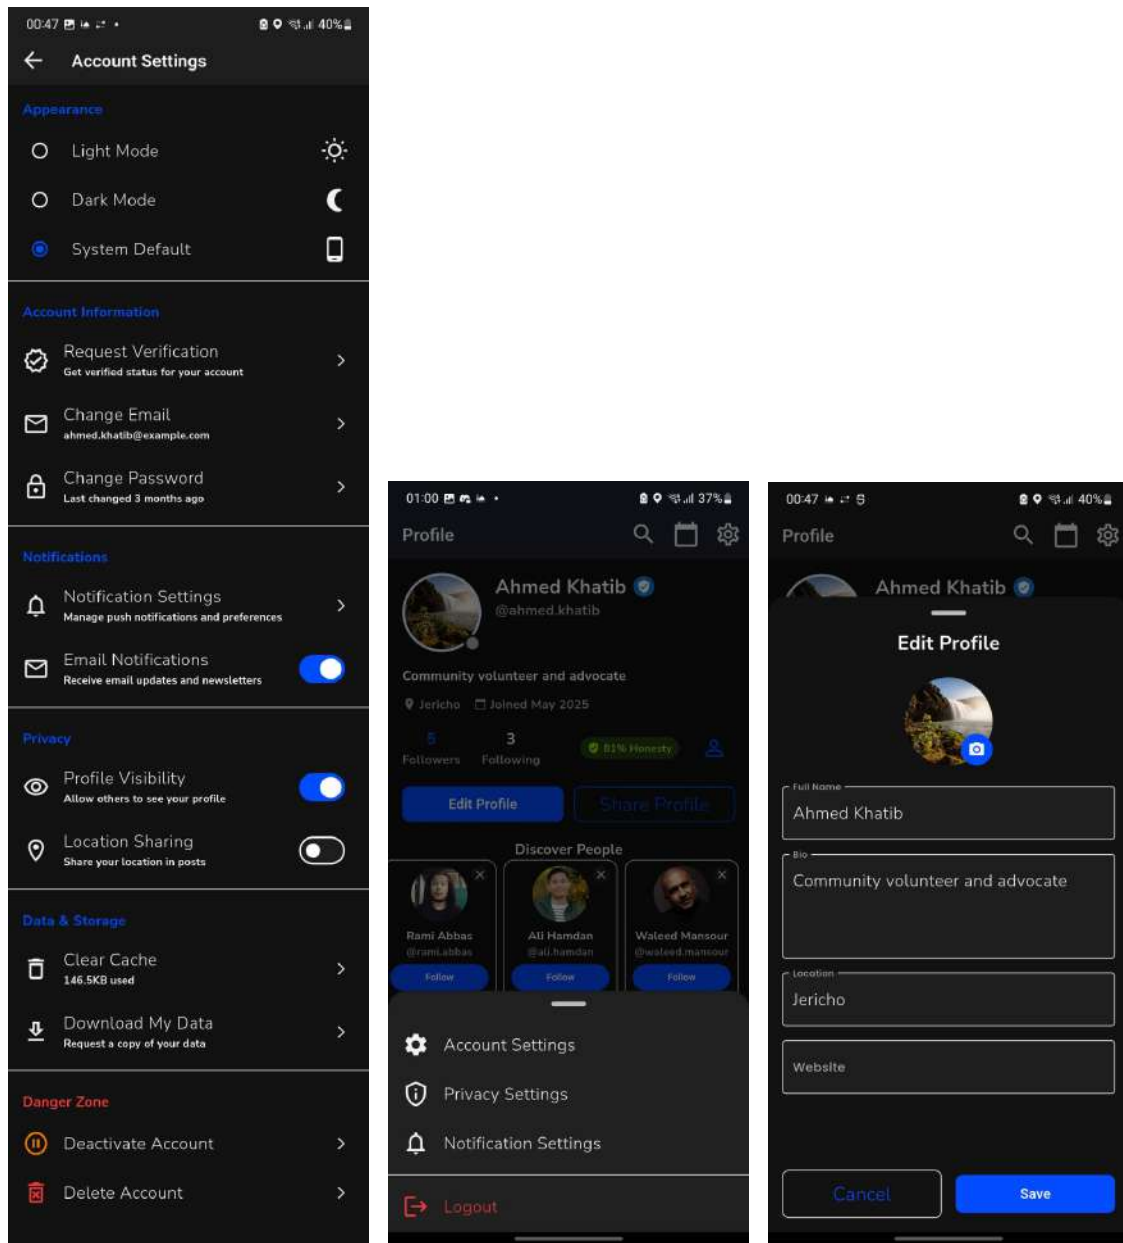 00:47
40%
Account Settings
Appearance
Light Mode
Dark Mode
System Default
Account Information
Request Verification
Get verified status for your account
Change Email
ahmed.khatib@example.com
Change Password
Last changed 3 months ago
Notifications
Notification Settings
Manage push notifications and preferences
Email Notifications
Receive email updates and newsletters
Privacy
Profile Visibility
Allow others to see your profile
Location Sharing
Share your location in posts
Data & Storage
Clear Cache
146.5KB used
Download My Data
Request a copy of your data
Danger Zone
Deactivate Account
Delete Account
01:00
37%
Profile
Ahmed Khatib
@ahmed.khatib
Community volunteer and advocate
Jericho Joined May 2025
5 3
Followers Following
81% Honesty
Edit Profile Share Profile
Discover People
Rami Abbas Ali Hamdan Waleed Mansour
@rami.abbas @ali.hamdan @waleed.mansour
Follow Follow Follow
Account Settings
Privacy Settings
Notification Settings
Logout
00:47
40%
Profile
Ahmed Khatib
Edit Profile
Full Name
Ahmed Khatib
Bio
Community volunteer and advocate
Location
Jericho
Website
Cancel Save